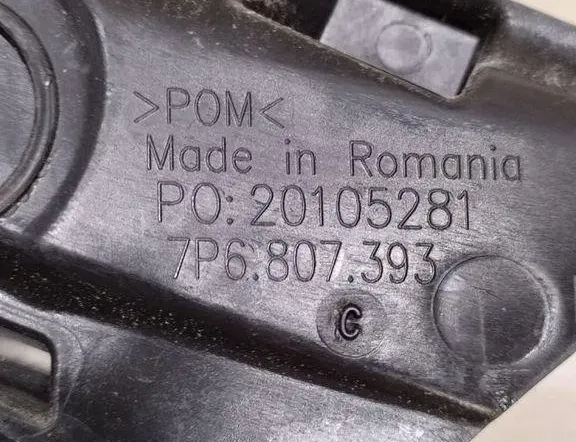 >POM<
Made in Romania
PO: 20105281
7P6.807.393
C